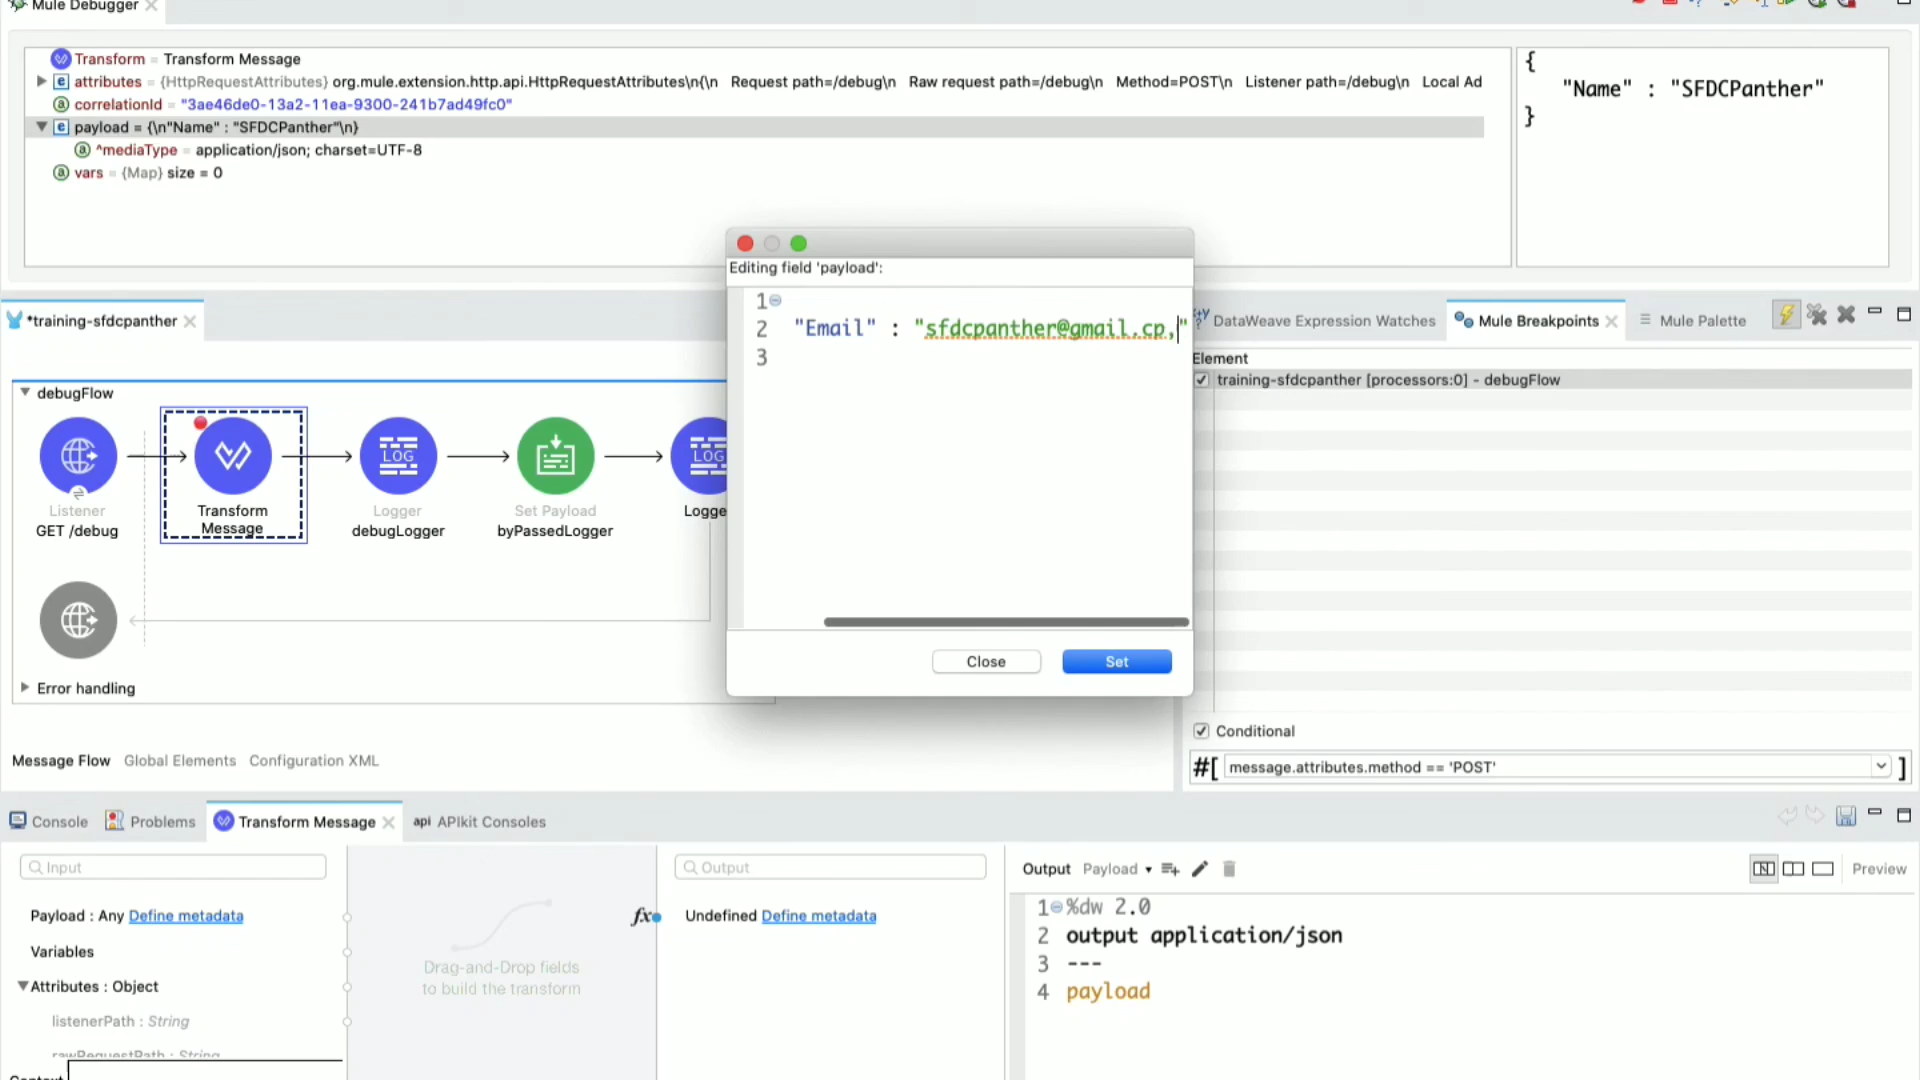 Mule Debugger
Transform = Transform Message
attributes = {HttpRequestAttributes} org.mule.extension.http.api.HttpRequestAttributes\n{\n   Request path=/debug\n   Raw request path=/debug\n   Method=POST\n   Listener path=/debug\n   Local Ad
correlationId = "3ae46de0-13a2-11ea-9300-241b7ad49fc0"
payload = {\n"Name" : "SFDCPanther"\n}
^mediaType = application/json; charset=UTF-8
vars = {Map} size = 0
{
"Name" : "SFDCPanther"
}
Editing field 'payload':
1
2 "Email" : "sfdcpanther@gmail.cp,"
3
Close
Set
*training-sfdcpanther
debugFlow
LOG
LOG
Listener
GET /debug
Transform
Message
Logger
debugLogger
Set Payload
byPassedLogger
Logge
Error handling
Message Flow
Global Elements
Configuration XML
DataWeave Expression Watches
Mule Breakpoints
Mule Palette
Element
training-sfdcpanther [processors:0] - debugFlow
Conditional
#[ message.attributes.method == 'POST' ]
Console
Problems
Transform Message
api APIkit Consoles
Input
Payload : Any Define metadata
Variables
Attributes : Object
listenerPath : String
rawRequestPath : String
Context
Drag-and-Drop fields
to build the transform
fx
Output
Undefined Define metadata
Output Payload
Preview
1 %dw 2.0
2 output application/json
3 ---
4 payload